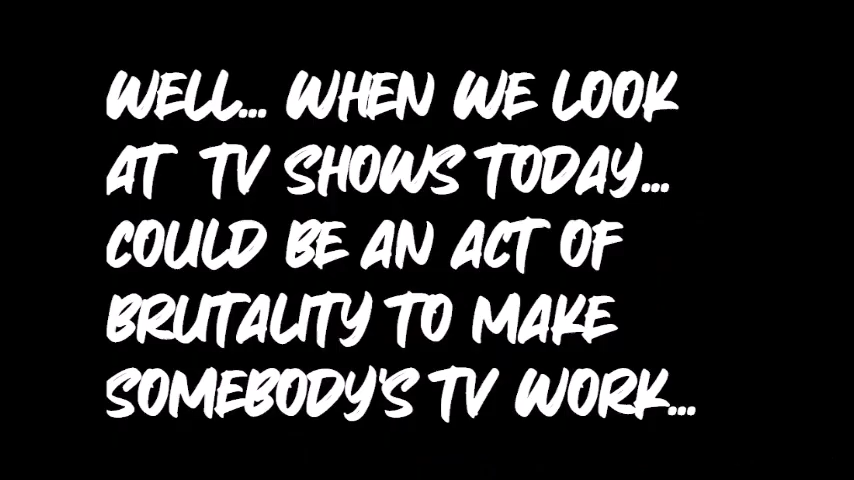 WELL... WHEN WE LOOK
AT TV SHOWS TODAY...
COULD BE AN ACT OF
BRUTALITY TO MAKE
SOMEBODY'S TV WORK...